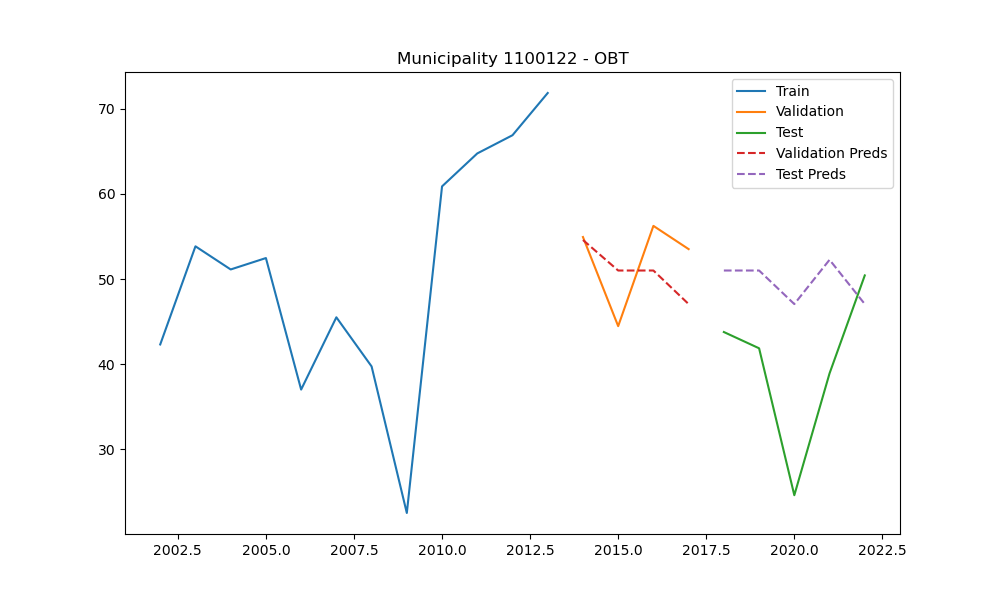 Municipality 1100122 - OBT
Train
Validation
Test
Validation Preds
Test Preds
70
60
50
40
30
2002.5 2005.0 2007.5 2010.0 2012.5 2015.0 2017.5 2020.0 2022.5